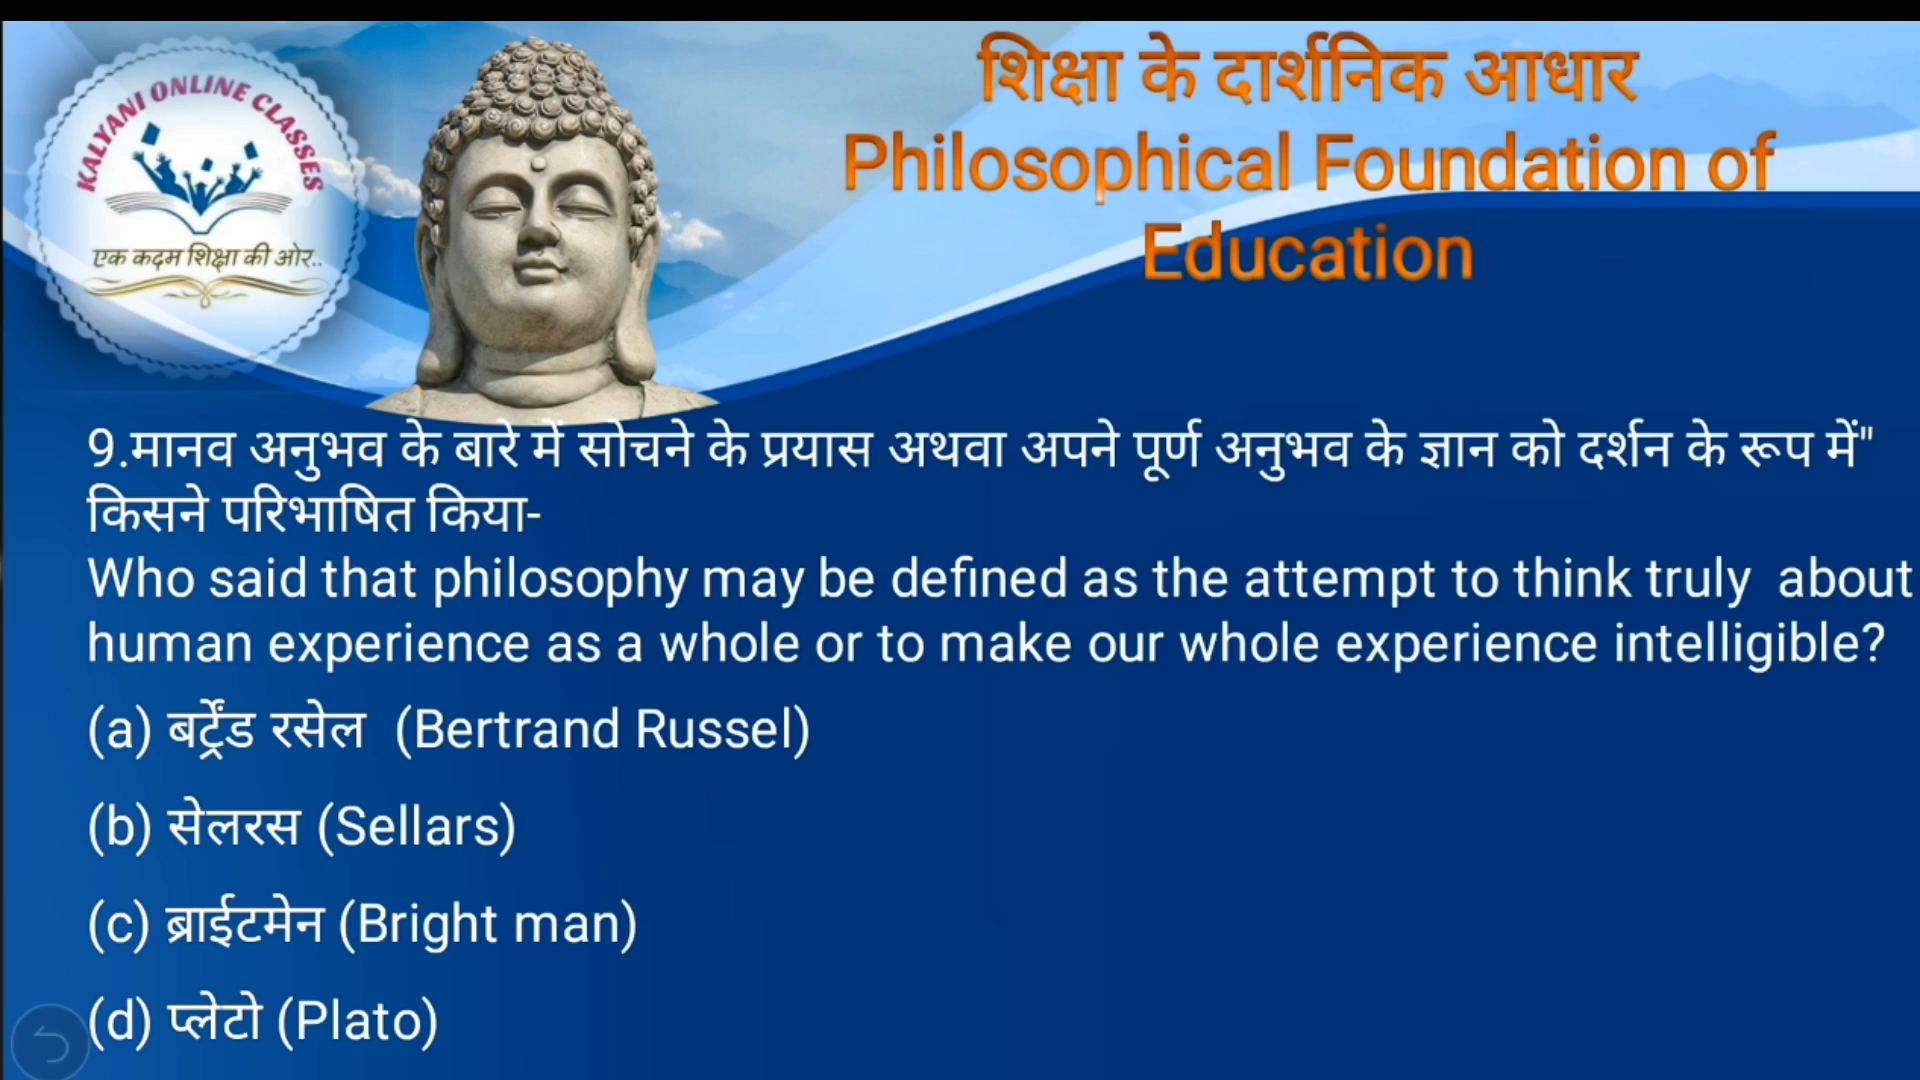 KALYANI ONLINE CLASSES
एक कदम शिक्षा की ओर..
शिक्षा के दार्शनिक आधार
Philosophical Foundation of
Education
9.मानव अनुभव के बारे में सोचने के प्रयास अथवा अपने पूर्ण अनुभव के ज्ञान को दर्शन के रूप में"
किसने परिभाषित किया-
Who said that philosophy may be defined as the attempt to think truly  about
human experience as a whole or to make our whole experience intelligible?
(a) बर्ट्रेंड रसेल  (Bertrand Russel)
(b) सेलरस (Sellars)
(c) ब्राईटमेन (Bright man)
(d) प्लेटो (Plato)